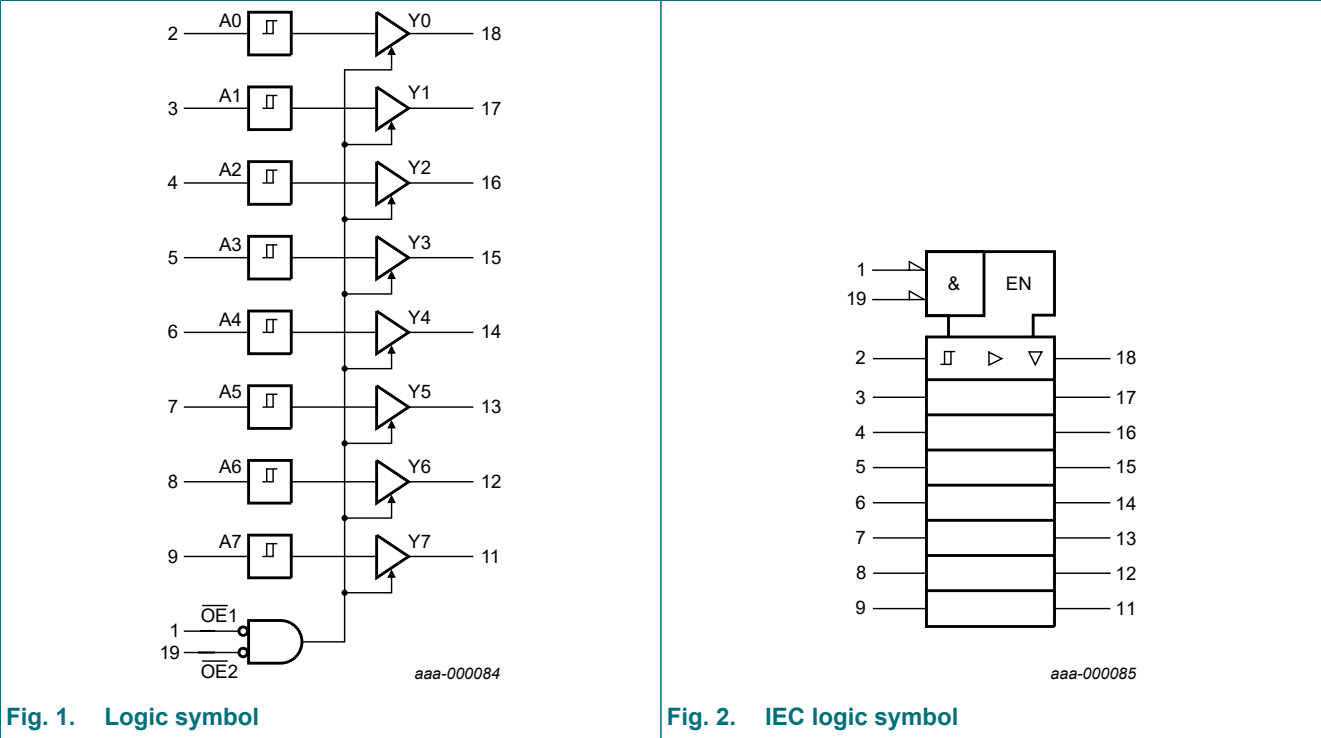 2 A0 Y0 18
3 A1 Y1 17
4 A2 Y2 16
5 A3 Y3 15
6 A4 Y4 14
7 A5 Y5 13
8 A6 Y6 12
9 A7 Y7 11
1 O̅E̅1
19 O̅E̅2
aaa-000084
Fig. 1. Logic symbol
1 & EN
19
2 18
3 17
4 16
5 15
6 14
7 13
8 12
9 11
aaa-000085
Fig. 2. IEC logic symbol